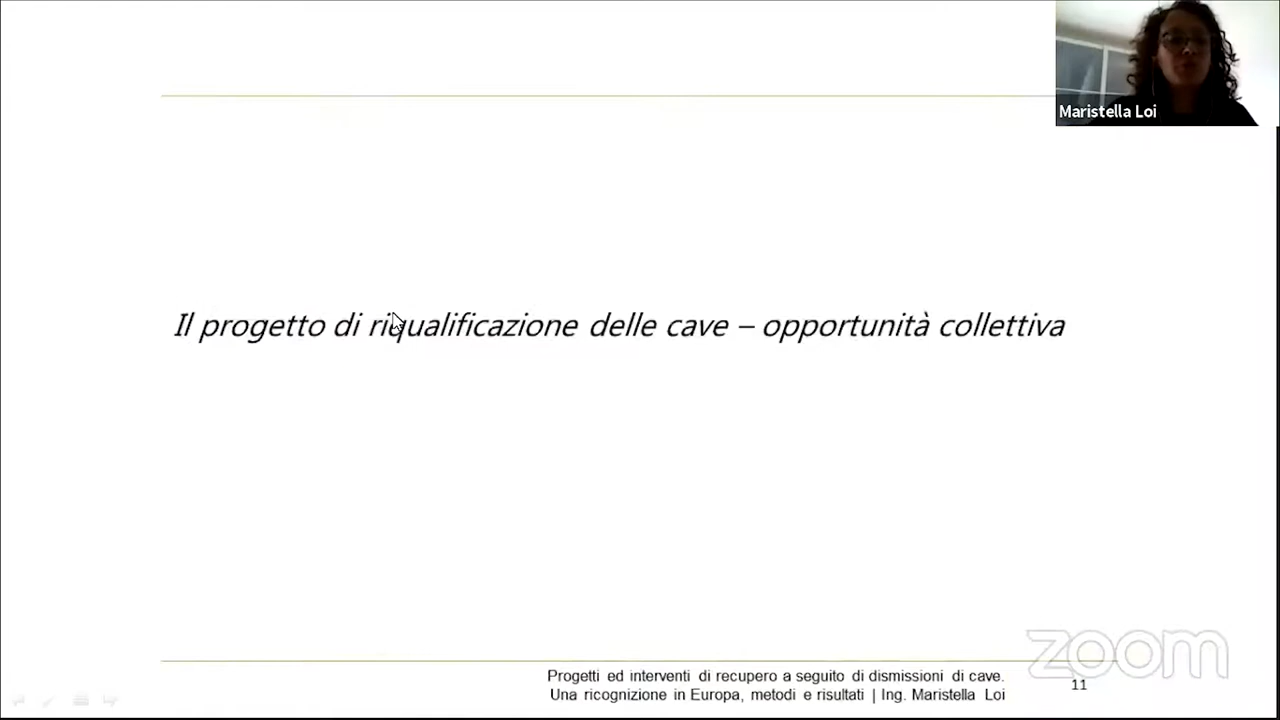 Maristella Loi
Il progetto di riqualificazione delle cave – opportunità collettiva
zoom
Progetti ed interventi di recupero a seguito di dismissioni di cave.
Una ricognizione in Europa, metodi e risultati | Ing. Maristella Loi
11